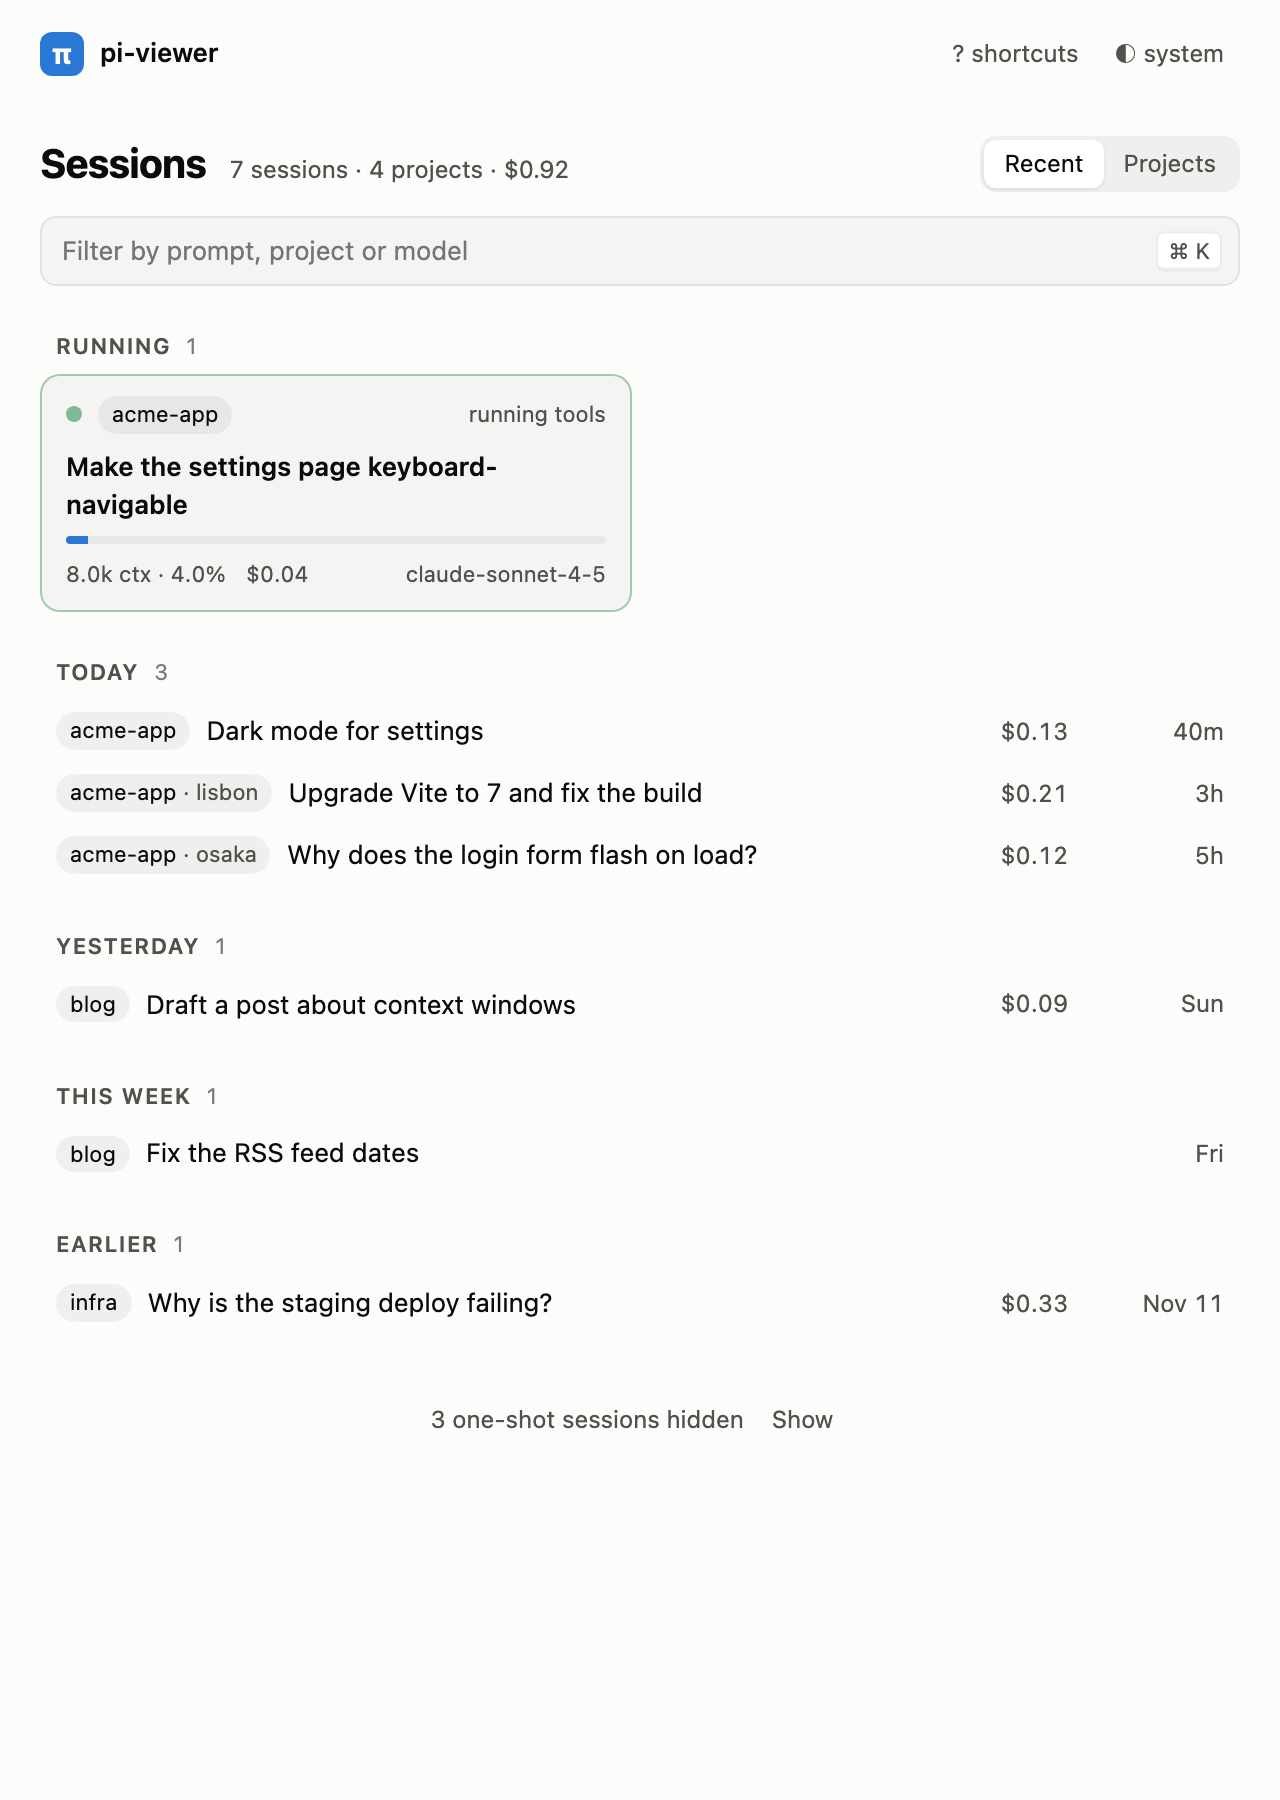 π pi-viewer ? shortcuts ◐ system
Sessions 7 sessions · 4 projects · $0.92 Recent Projects
Filter by prompt, project or model ⌘ K
RUNNING 1
acme-app running tools
Make the settings page keyboard-
navigable
8.0k ctx · 4.0% $0.04 claude-sonnet-4-5
TODAY 3
acme-app Dark mode for settings $0.13 40m
acme-app · lisbon Upgrade Vite to 7 and fix the build $0.21 3h
acme-app · osaka Why does the login form flash on load? $0.12 5h
YESTERDAY 1
blog Draft a post about context windows $0.09 Sun
THIS WEEK 1
blog Fix the RSS feed dates Fri
EARLIER 1
infra Why is the staging deploy failing? $0.33 Nov 11
3 one-shot sessions hidden Show